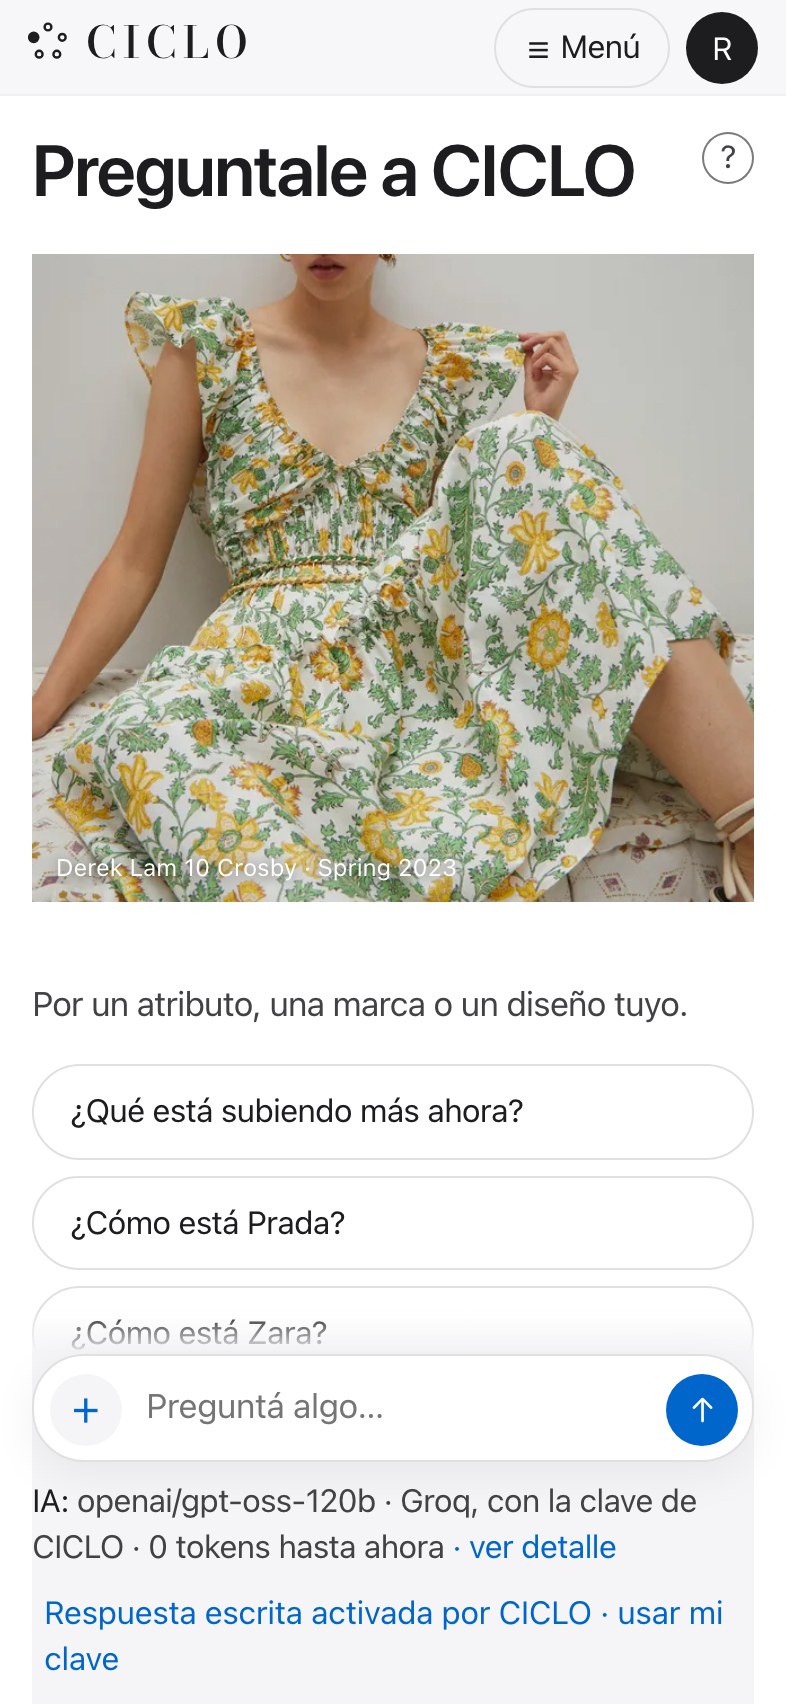 CICLO
≡ Menú
R
Preguntale a CICLO
?
Derek Lam 10 Crosby · Spring 2023
Por un atributo, una marca o un diseño tuyo.
¿Qué está subiendo más ahora?
¿Cómo está Prada?
¿Cómo está Zara?
+ Preguntá algo...
IA: openai/gpt-oss-120b · Groq, con la clave de
CICLO · 0 tokens hasta ahora · ver detalle
Respuesta escrita activada por CICLO · usar mi
clave